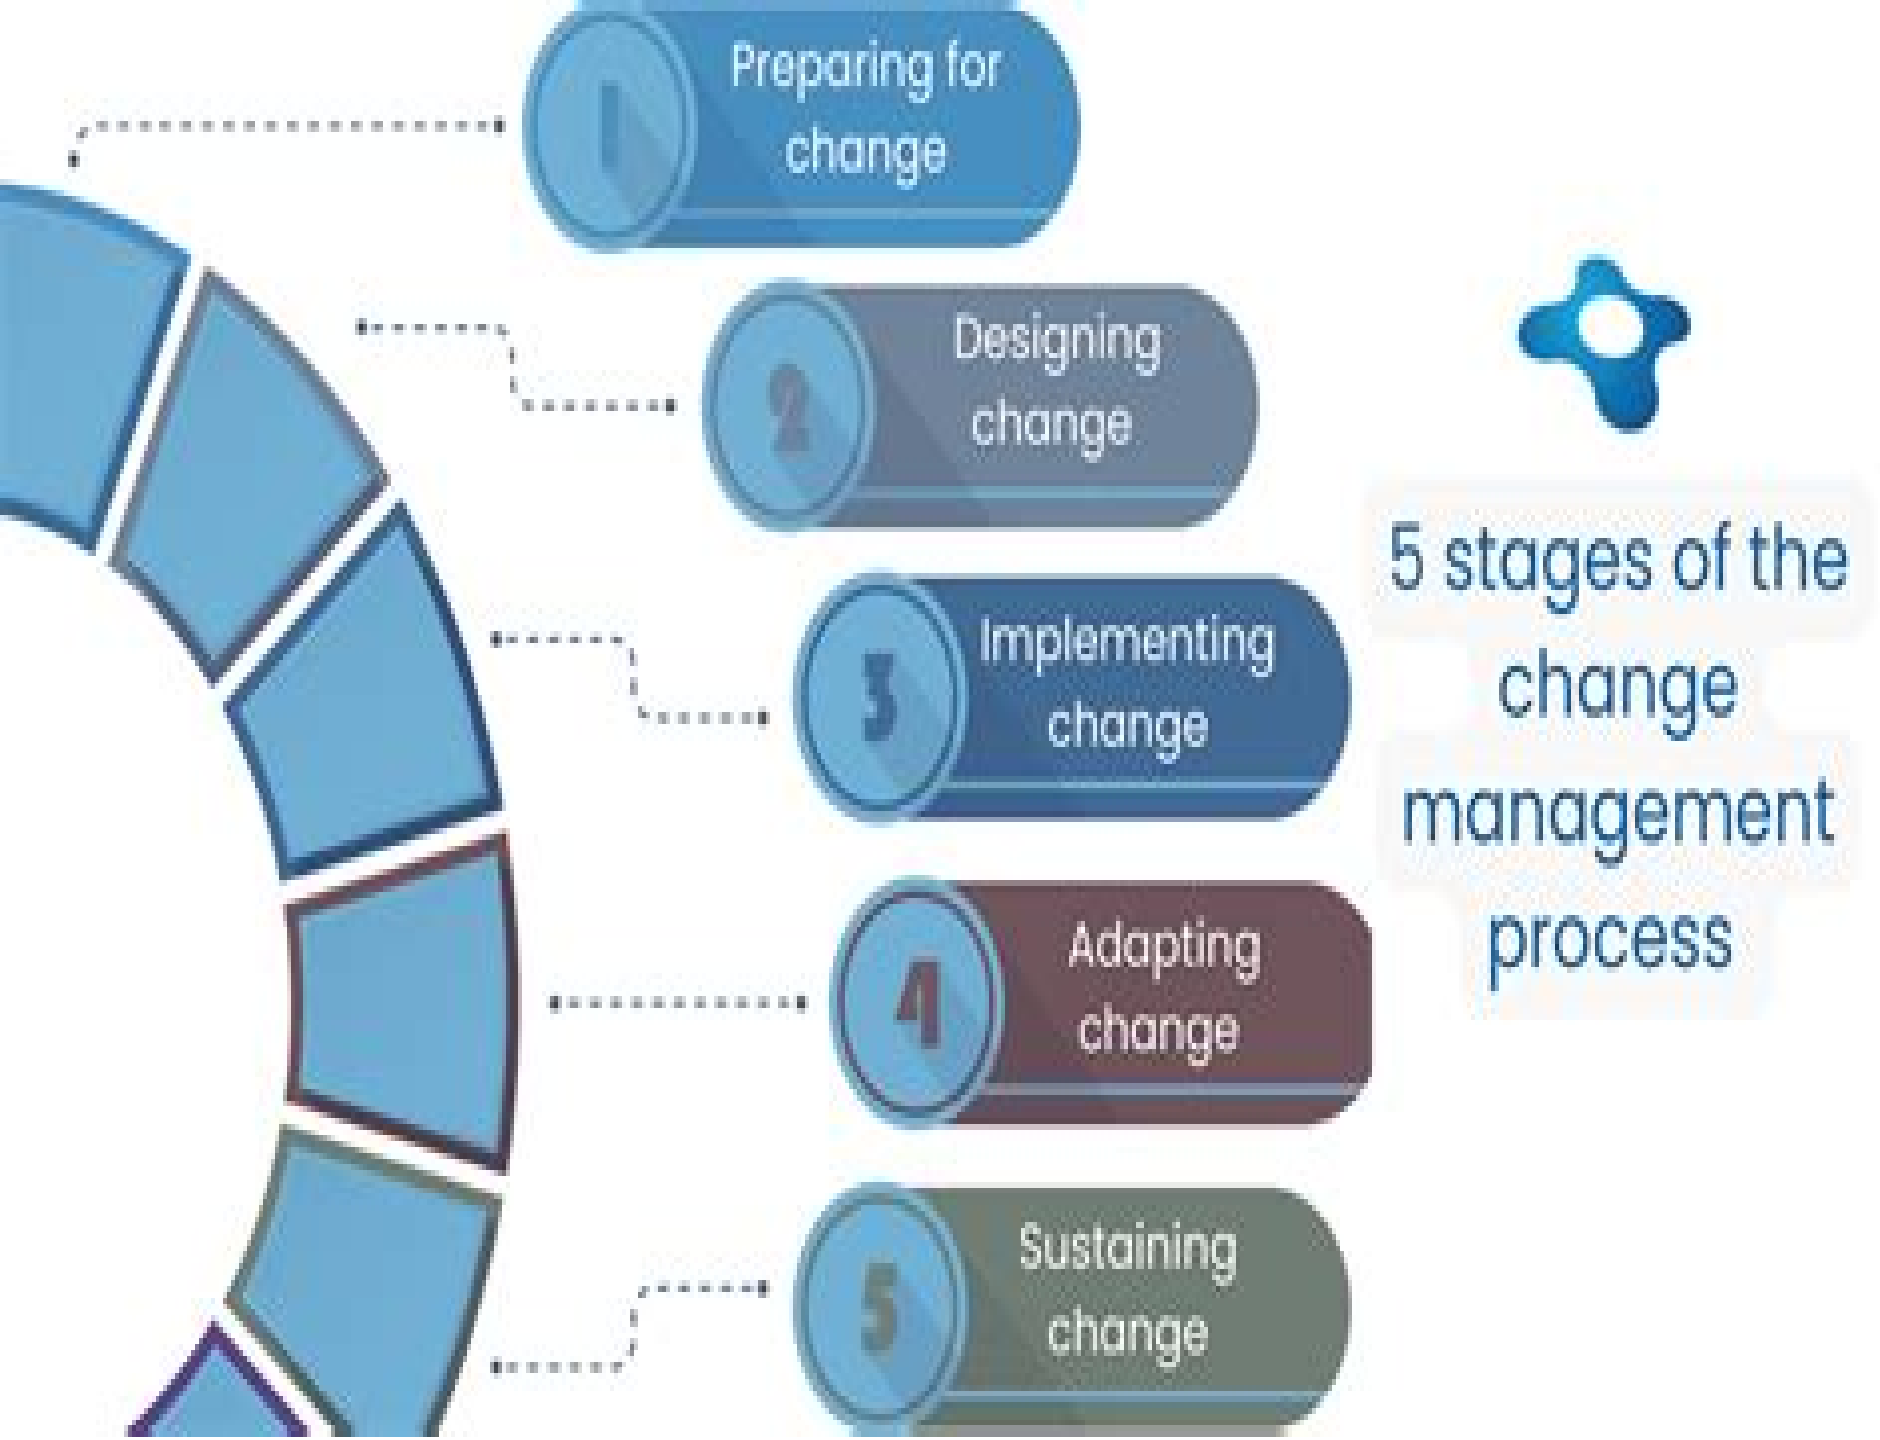 1
Preparing for
change
2
Designing
change
3
Implementing
change
4
Adapting
change
5
Sustaining
change
5 stages of the
change
management
process